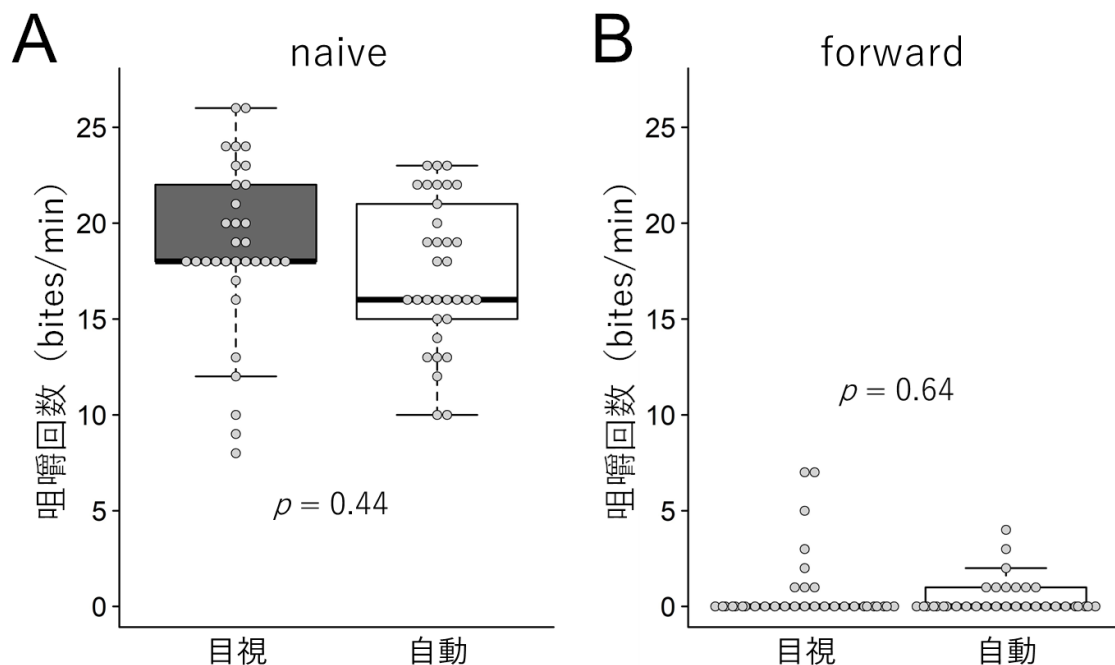 A
naive
咀嚼回数（bites/min）
25
20
15
10
5
0
p = 0.44
目視
自動
B
forward
咀嚼回数（bites/min）
25
20
15
10
5
0
p = 0.64
目視
自動